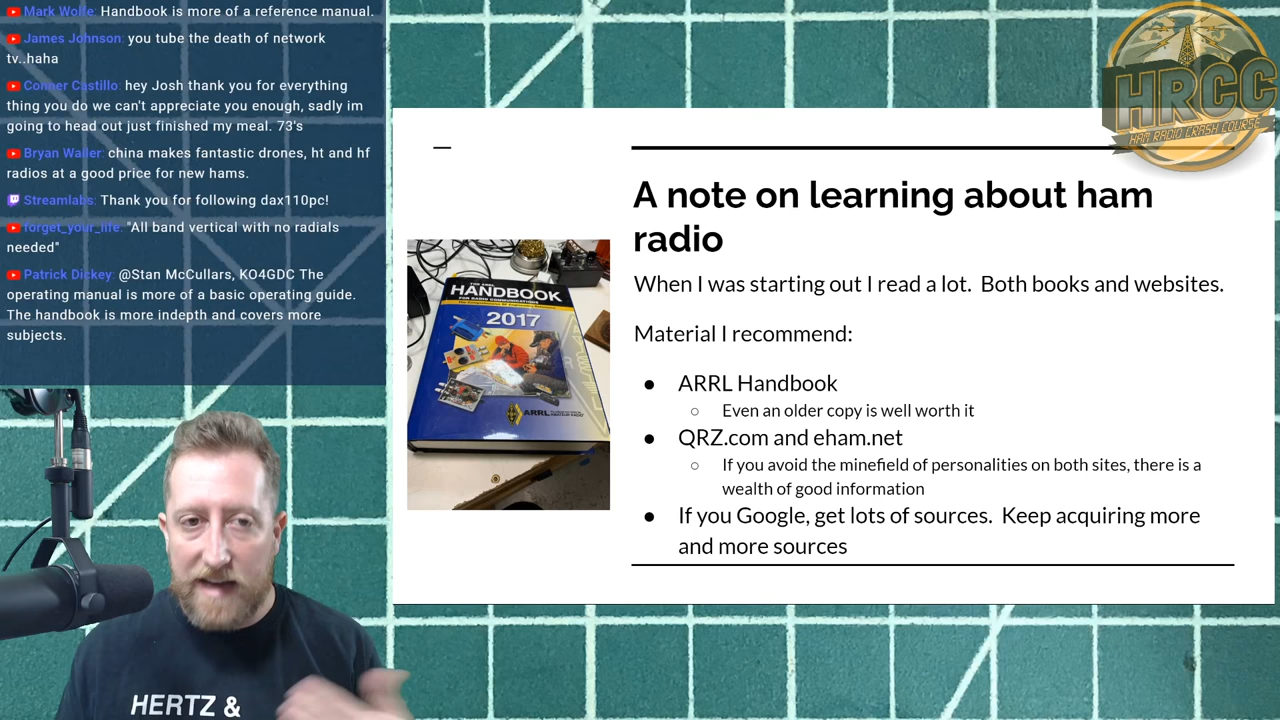 Mark Wolfe: Handbook is more of a reference manual.
James Johnson: you tube the death of network
tv..haha
Conner Castillo: hey Josh thank you for everything
thing you do we can't appreciate you enough, sadly im
going to head out just finished my meal. 73's
Bryan Waller: china makes fantastic drones, ht and hf
radios at a good price for new hams.
Streamlabs: Thank you for following dax110pc!
forget_your_life: "All band vertical with no radials
needed"
Patrick Dickey: @Stan McCullars, KO4GDC The
operating manual is more of a basic operating guide.
The handbook is more indepth and covers more
subjects.
HRCC
HAM RADIO CRASH COURSE
A note on learning about ham
radio
When I was starting out I read a lot. Both books and websites.
Material I recommend:
● ARRL Handbook
○ Even an older copy is well worth it
● QRZ.com and eham.net
○ If you avoid the minefield of personalities on both sites, there is a
wealth of good information
● If you Google, get lots of sources. Keep acquiring more
and more sources
THE ARRL
HANDBOOK
FOR RADIO COMMUNICATIONS
2017
ARRL
HERTZ &